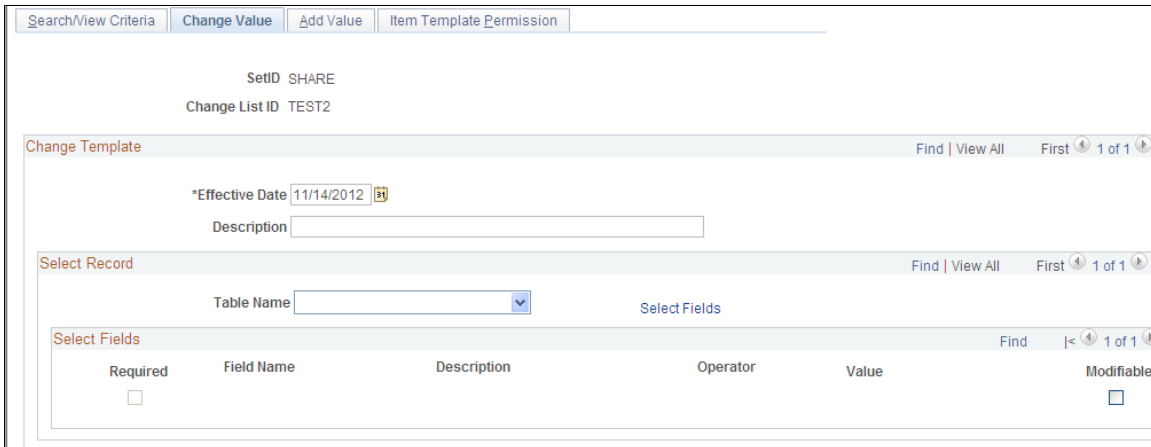 Search/View Criteria Change Value Add Value Item Template Permission
SetID SHARE
Change List ID TEST2
Change Template Find | View All First 1 of 1
*Effective Date 11/14/2012 31
Description
Select Record Find | View All First 1 of 1
Table Name Select Fields
Select Fields Find |< 1 of 1
Required Field Name Description Operator Value Modifiable